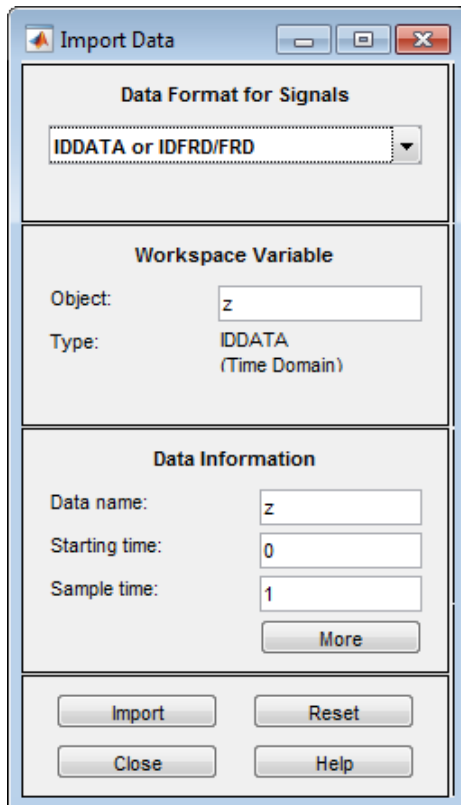 Import Data
Data Format for Signals
IDDATA or IDFRD/FRD
Workspace Variable
Object: z
Type: IDDATA
(Time Domain)
Data Information
Data name: z
Starting time: 0
Sample time: 1
More
Import Reset
Close Help